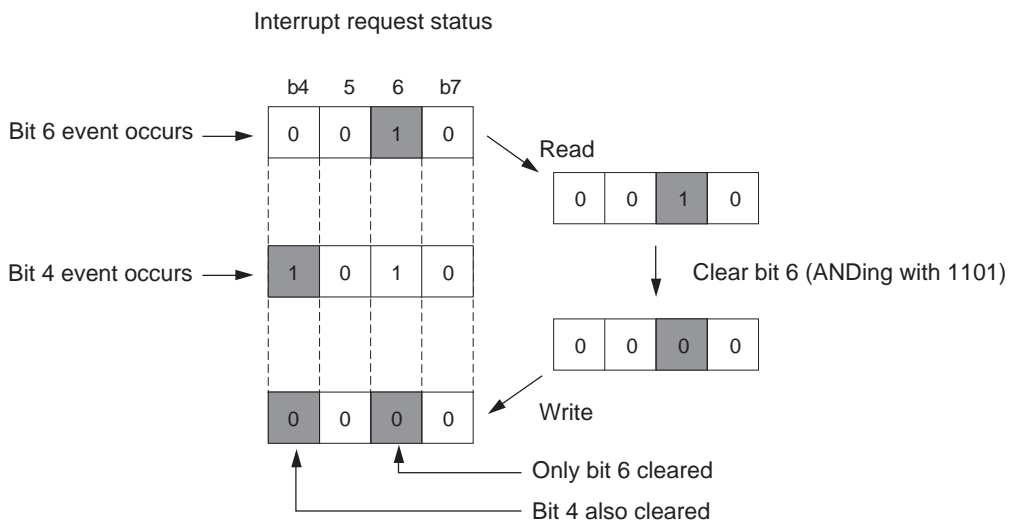 Interrupt request status
b4 5 6 b7
Bit 6 event occurs
0 0 1 0
Read
0 0 1 0
Bit 4 event occurs
1 0 1 0
Clear bit 6 (ANDing with 1101)
0 0 0 0
Write
0 0 0 0
Only bit 6 cleared
Bit 4 also cleared